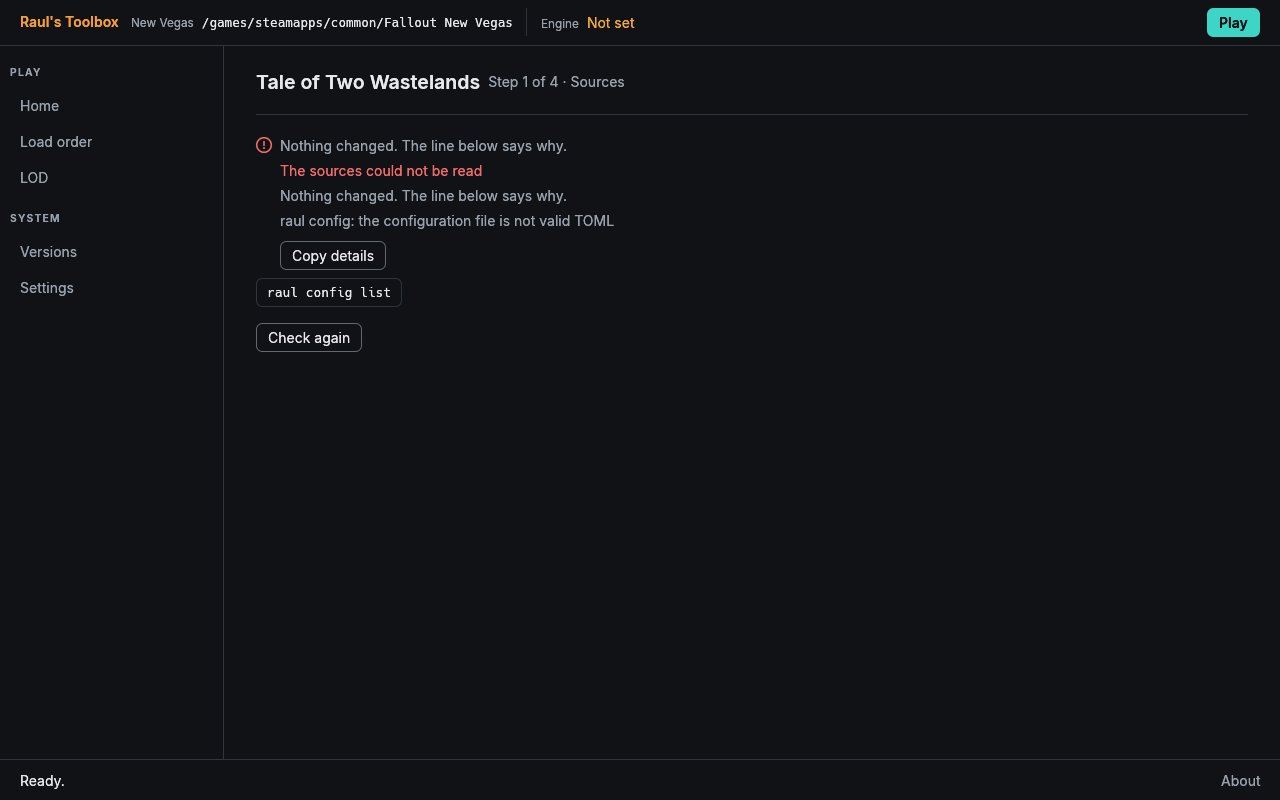 Raul's Toolbox New Vegas /games/steamapps/common/Fallout New Vegas Engine Not set Play
PLAY
Home
Load order
LOD
SYSTEM
Versions
Settings
Tale of Two Wastelands Step 1 of 4 · Sources
Nothing changed. The line below says why.
The sources could not be read
Nothing changed. The line below says why.
raul config: the configuration file is not valid TOML
Copy details
raul config list
Check again
Ready.
About